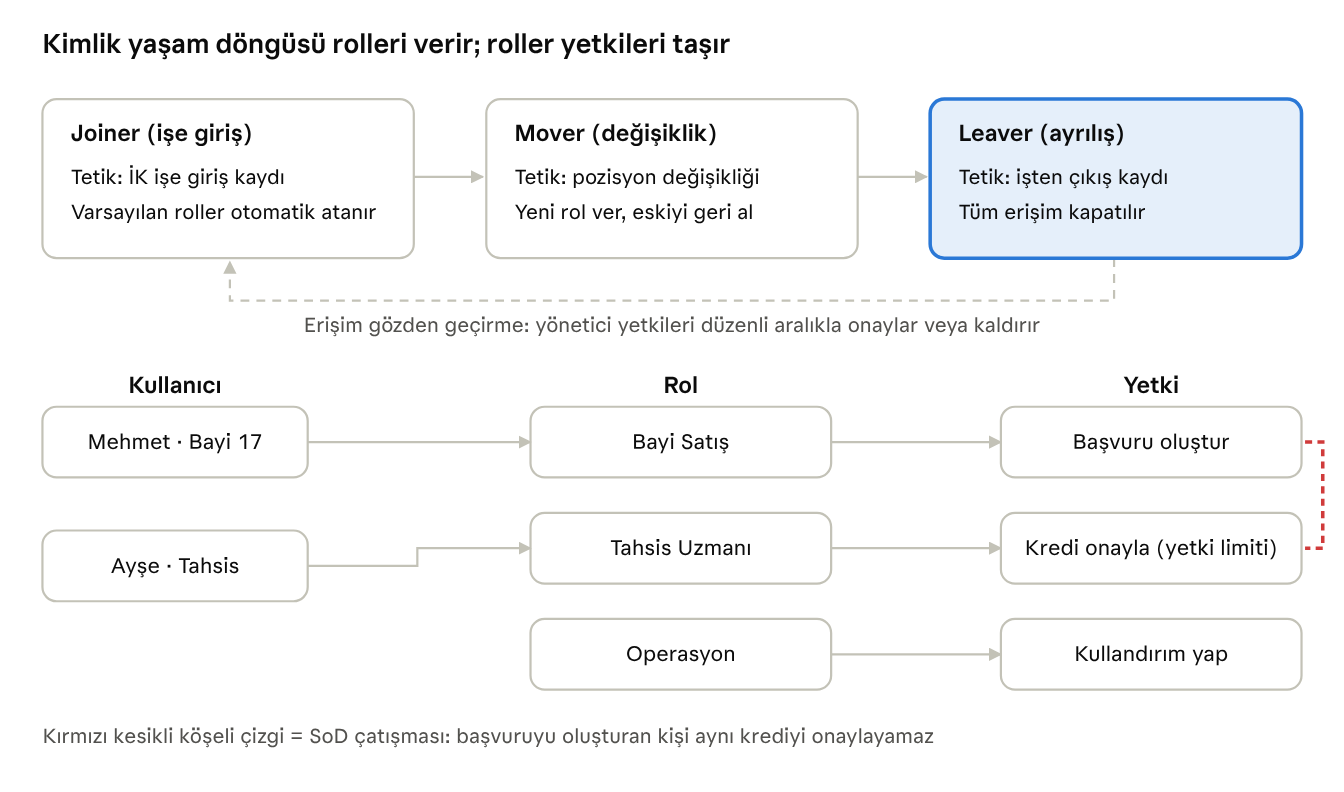 Kimlik yaşam döngüsü rolleri verir; roller yetkileri taşır
Joiner (işe giriş)
Tetik: İK işe giriş kaydı
Varsayılan roller otomatik atanır
Mover (değişiklik)
Tetik: pozisyon değişikliği
Yeni rol ver, eskiyi geri al
Leaver (ayrılış)
Tetik: işten çıkış kaydı
Tüm erişim kapatılır
Erişim gözden geçirme: yönetici yetkileri düzenli aralıkla onaylar veya kaldırır
Kullanıcı
Rol
Yetki
Mehmet · Bayi 17
Bayi Satış
Başvuru oluştur
Ayşe · Tahsis
Tahsis Uzmanı
Kredi onayla (yetki limiti)
Operasyon
Kullandırım yap
Kırmızı kesikli köşeli çizgi = SoD çatışması: başvuruyu oluşturan kişi aynı krediyi onaylayamaz